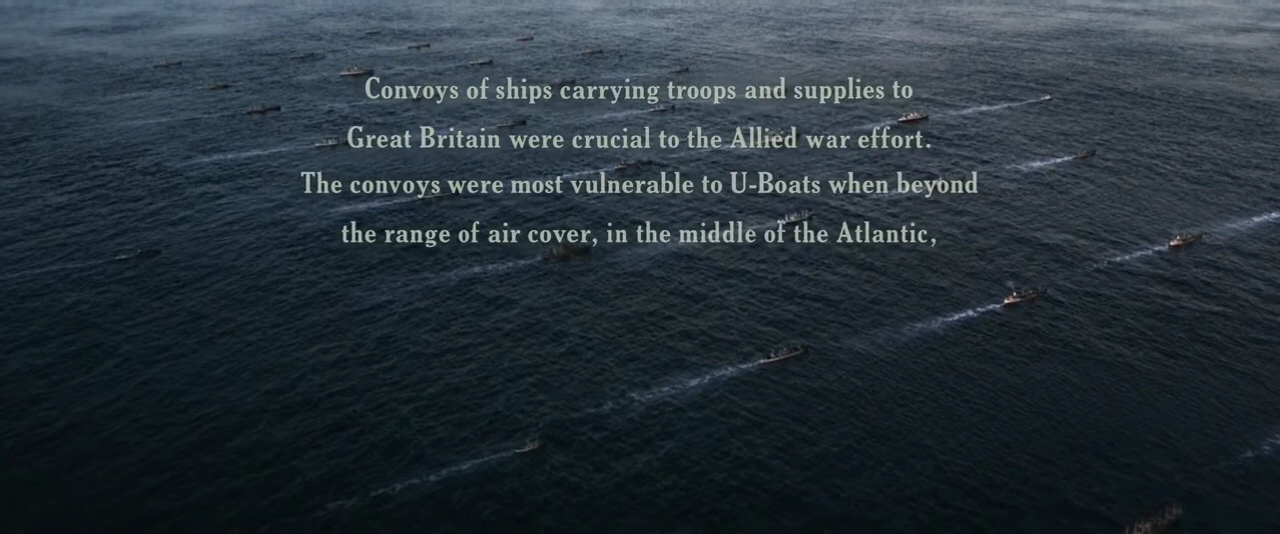 Convoys of ships carrying troops and supplies to
Great Britain were crucial to the Allied war effort.
The convoys were most vulnerable to U-Boats when beyond
the range of air cover, in the middle of the Atlantic,